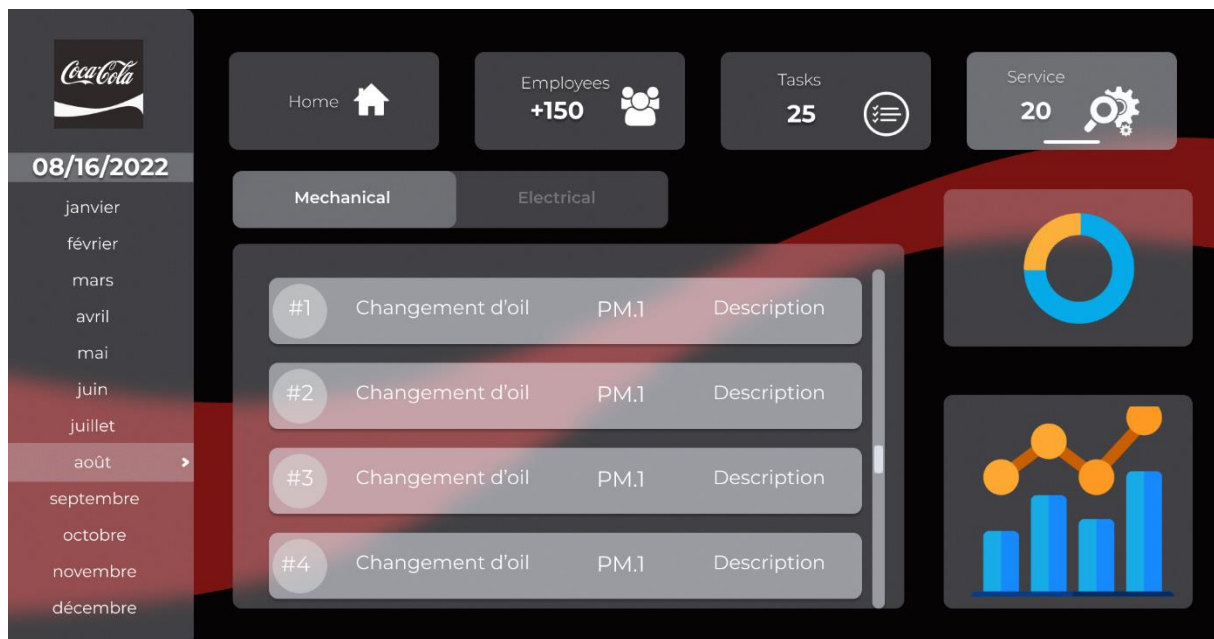 Coca-Cola
08/16/2022
janvier
février
mars
avril
mai
juin
juillet
août
septembre
octobre
novembre
décembre
Home
Employees
+150
Tasks
25
Service
20
Mechanical
Electrical
#1 Changement d'oil PM.1 Description
#2 Changement d'oil PM.1 Description
#3 Changement d'oil PM.1 Description
#4 Changement d'oil PM.1 Description